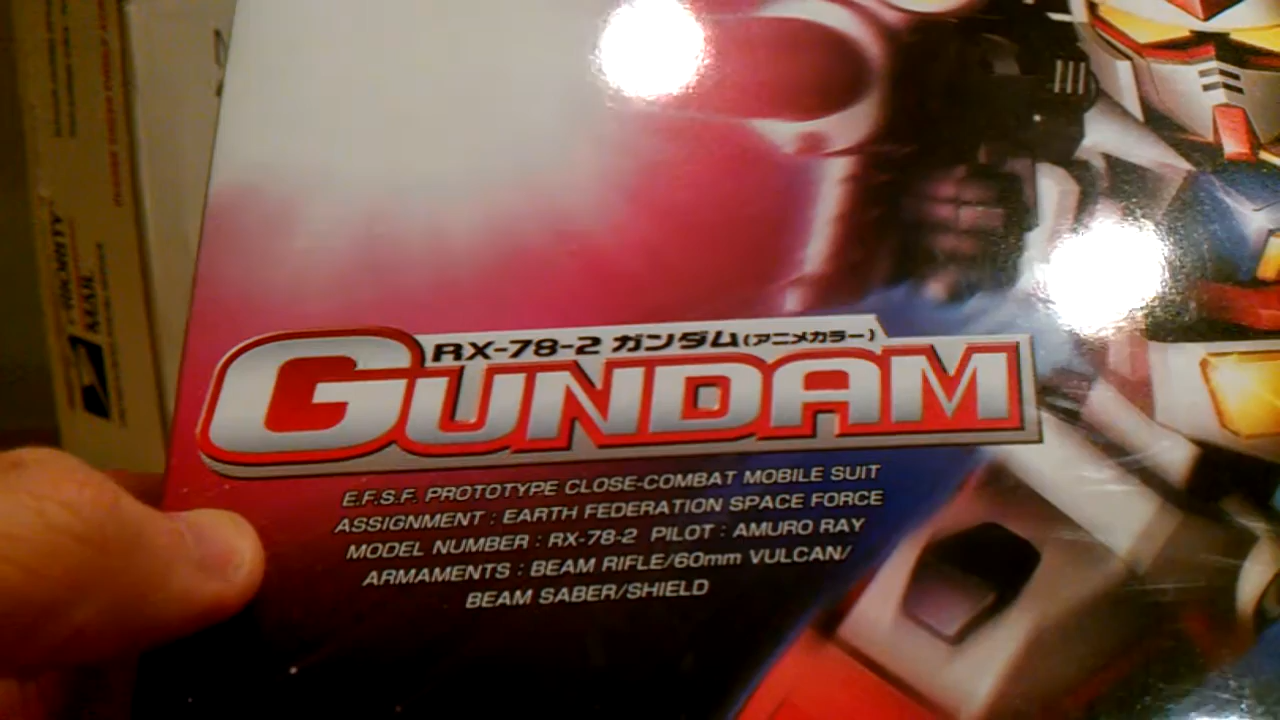 PRIORITY
MAIL
RX-78-2 ガンダム(アニメカラー)
GUNDAM
E.F.S.F. PROTOTYPE CLOSE-COMBAT MOBILE SUIT
ASSIGNMENT : EARTH FEDERATION SPACE FORCE
MODEL NUMBER : RX-78-2 PILOT : AMURO RAY
ARMAMENTS : BEAM RIFLE/60mm VULCAN/
BEAM SABER/SHIELD